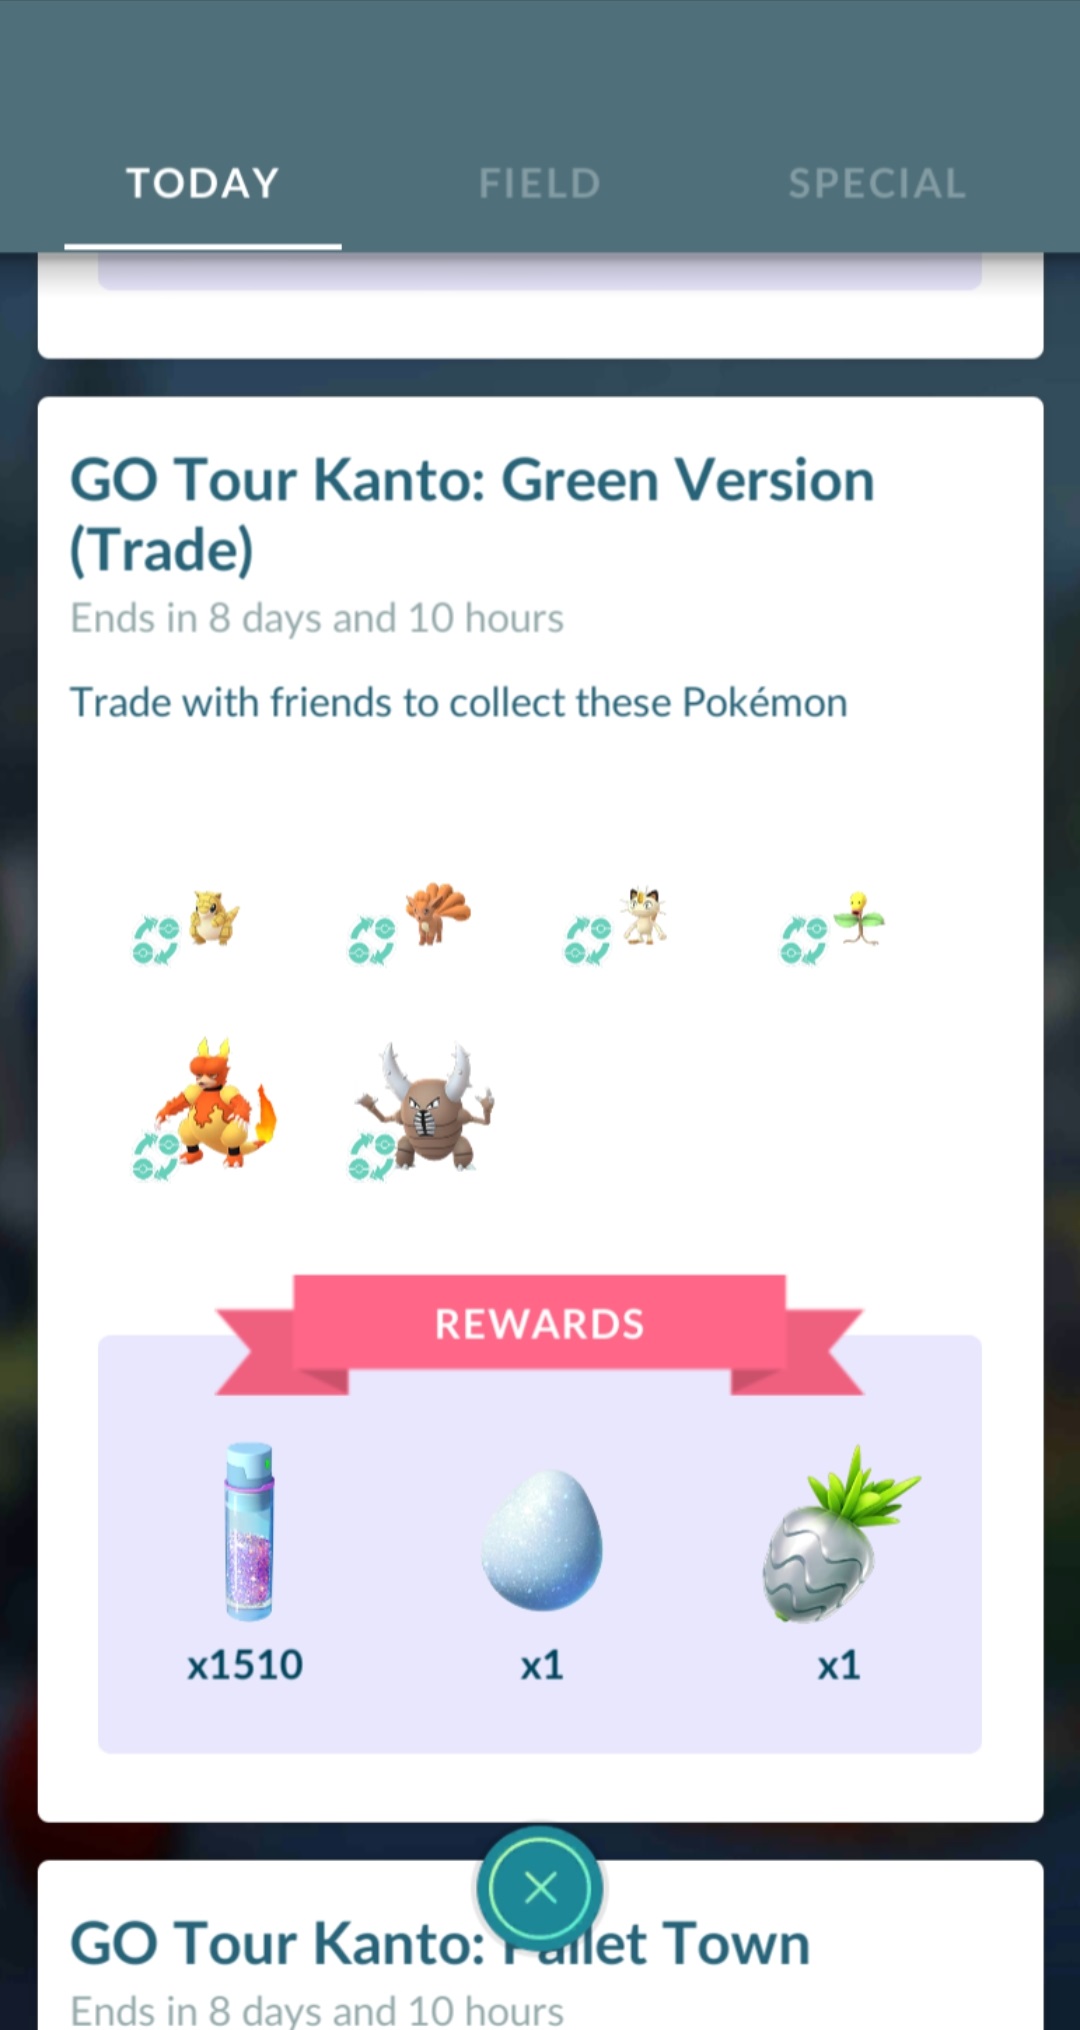 TODAY
FIELD
SPECIAL
GO Tour Kanto: Green Version
(Trade)
Ends in 8 days and 10 hours
Trade with friends to collect these Pokémon
REWARDS
x1510
x1
x1
GO Tour Kanto: Pallet Town
Ends in 8 days and 10 hours